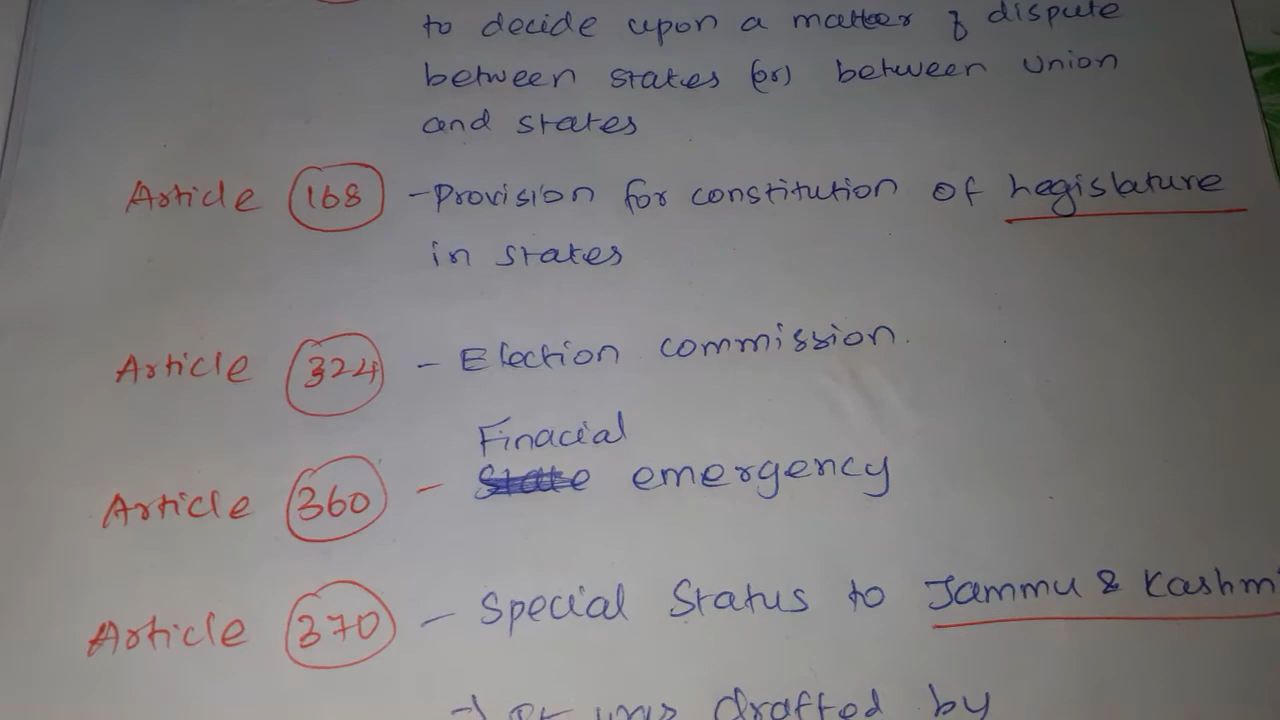 to decide upon a matter of dispute
between states (or) between union
and states
Article 168 - Provision for constitution of Legislature
in states
Article 324 - Election commission.
Finacial
Article 360 - State emergency
Article 370 - Special Status to Jammu & Kashm
→ It was drafted by